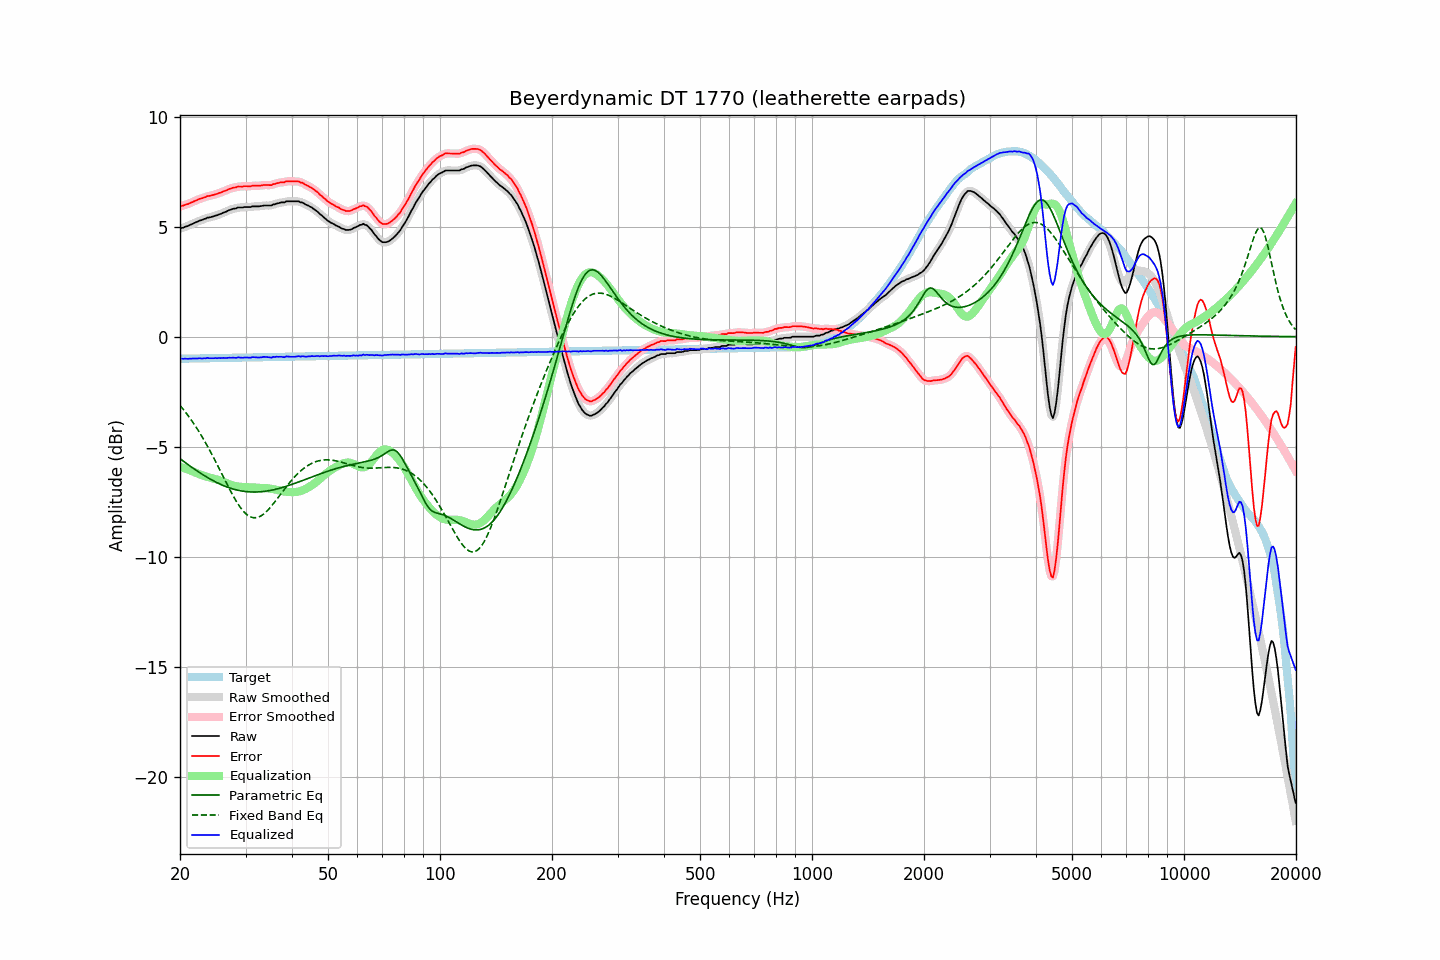 Beyerdynamic DT 1770 (leatherette earpads)
10
5
0
−5
−10
−15
−20
Amplitude (dBr)
Target
Raw Smoothed
Error Smoothed
Raw
Error
Equalization
Parametric Eq
Fixed Band Eq
Equalized
20 50 100 200 500 1000 2000 5000 10000 20000
Frequency (Hz)